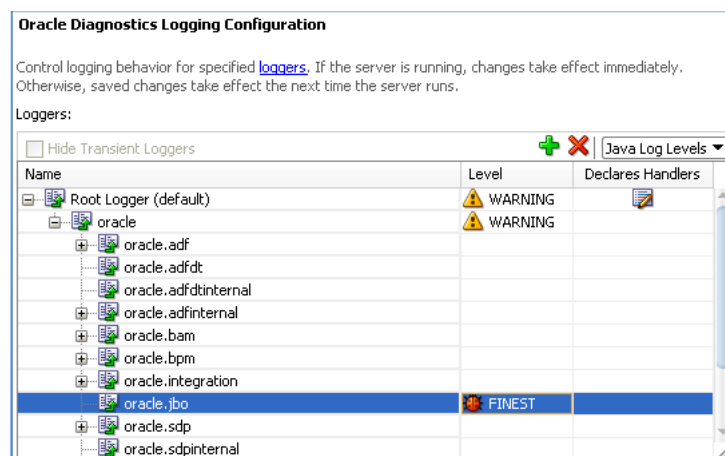 Oracle Diagnostics Logging Configuration
Control logging behavior for specified loggers. If the server is running, changes take effect immediately.
Otherwise, saved changes take effect the next time the server runs.
Loggers:
Hide Transient Loggers Java Log Levels
Name Level Declares Handlers
Root Logger (default) WARNING
oracle WARNING
oracle.adf
oracle.adfdt
oracle.adfdtinternal
oracle.adfinternal
oracle.bam
oracle.bpm
oracle.integration
oracle.jbo FINEST
oracle.sdp
oracle.sdpinternal